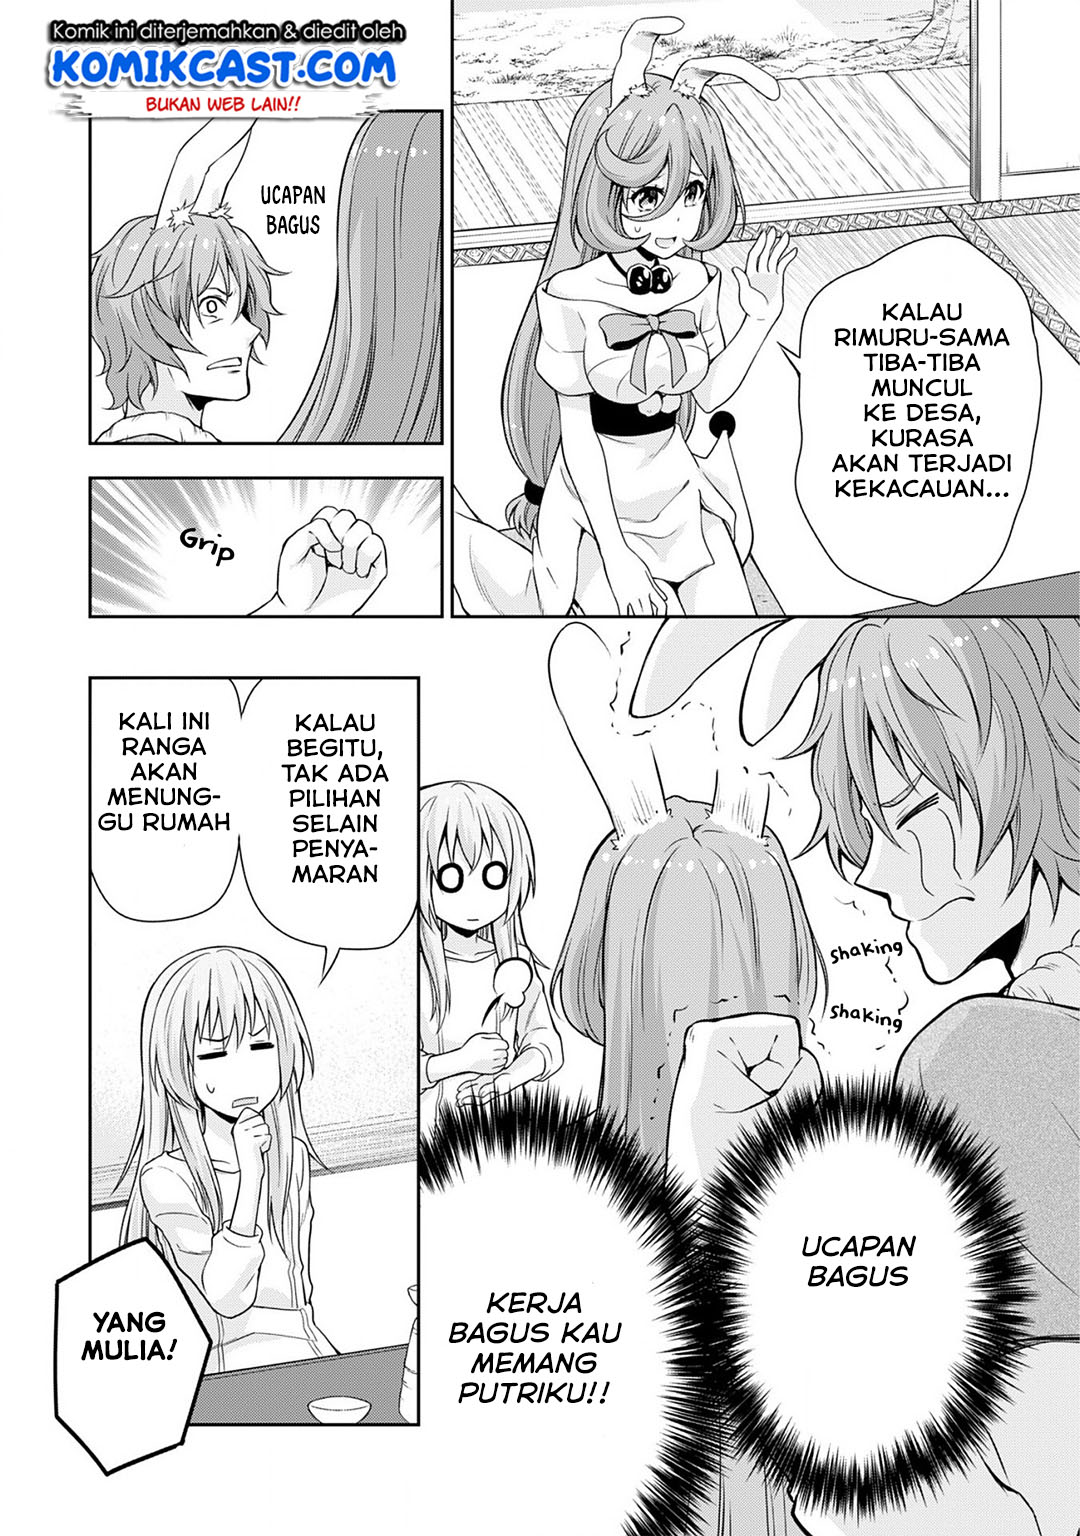 Komik ini diterjemahkan & diedit oleh
KOMIKCAST.COM
BUKAN WEB LAIN!!
KALAU
RIMURU-SAMA
TIBA-TIBA
MUNCUL
KE DESA,
KURASA
AKAN TERJADI
KEKACAUAN...
UCAPAN
BAGUS
Grip
shaking
shaking
UCAPAN
BAGUS
KERJA
BAGUS KAU
MEMANG
PUTRIKU!!
KALAU
BEGITU,
TAK ADA
PILIHAN
SELAIN
PENYA-
MARAN
KALI INI
RANGA
AKAN
MENUNG-
GU RUMAH
YANG
MULIA!